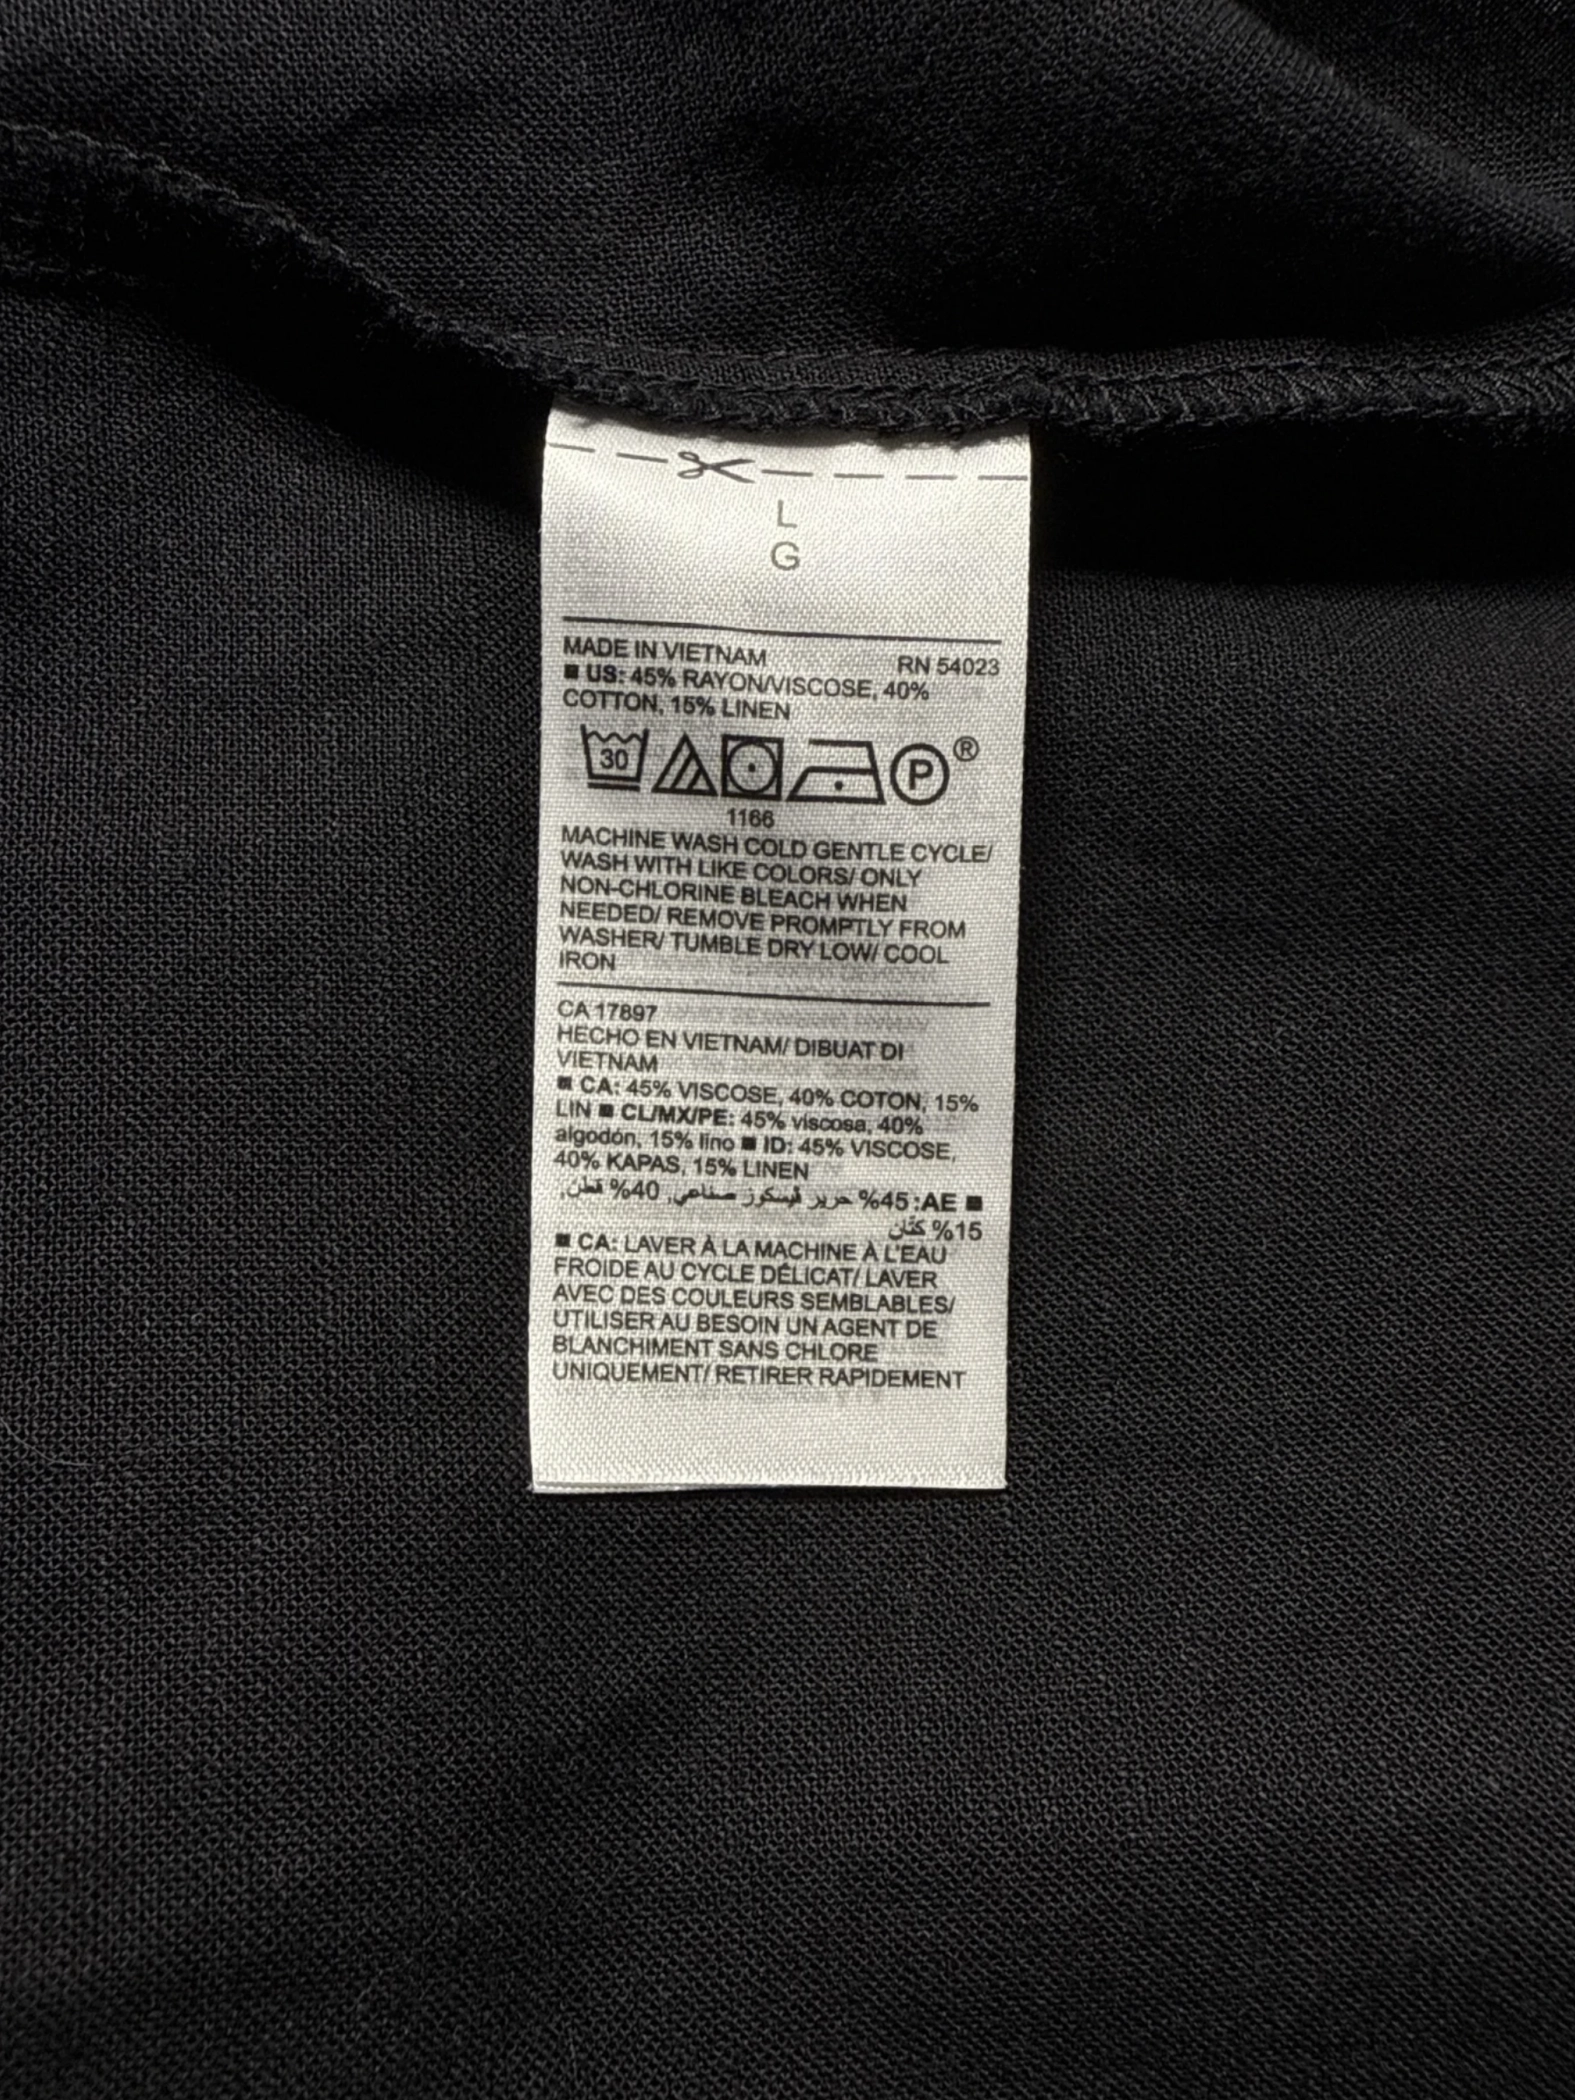 L
G
MADE IN VIETNAM RN 54023
■ US: 45% RAYON/VISCOSE, 40%
COTTON, 15% LINEN
30 P ®
1166
MACHINE WASH COLD GENTLE CYCLE/
WASH WITH LIKE COLORS/ ONLY
NON-CHLORINE BLEACH WHEN
NEEDED/ REMOVE PROMPTLY FROM
WASHER/ TUMBLE DRY LOW/ COOL
IRON
CA 17897
HECHO EN VIETNAM/ DIBUAT DI
VIETNAM
■ CA: 45% VISCOSE, 40% COTON, 15%
LIN ■ CL/MX/PE: 45% viscosa, 40%
algodón, 15% lino ■ ID: 45% VISCOSE,
40% KAPAS, 15% LINEN
■ AE: 45% حرير فيسكوز صناعي, 40% قطن,
15% كتّان
■ CA: LAVER À LA MACHINE À L'EAU
FROIDE AU CYCLE DÉLICAT/ LAVER
AVEC DES COULEURS SEMBLABLES/
UTILISER AU BESOIN UN AGENT DE
BLANCHIMENT SANS CHLORE
UNIQUEMENT/ RETIRER RAPIDEMENT